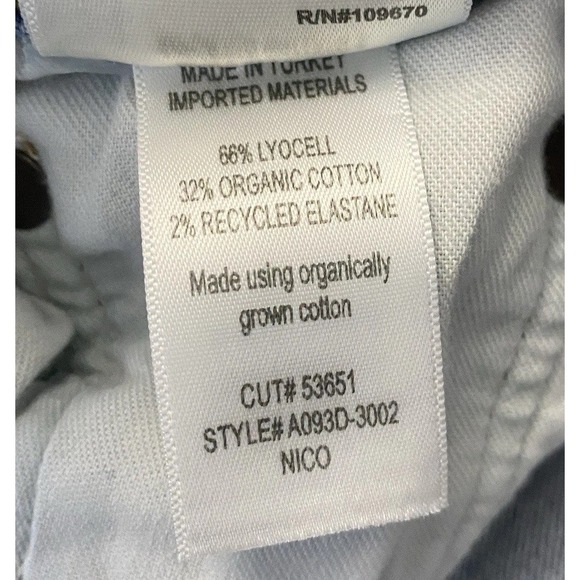 R/N#109670
MADE IN TURKEY
IMPORTED MATERIALS
66% LYOCELL
32% ORGANIC COTTON
2% RECYCLED ELASTANE
Made using organically
grown cotton
CUT# 53651
STYLE# A093D-3002
NICO